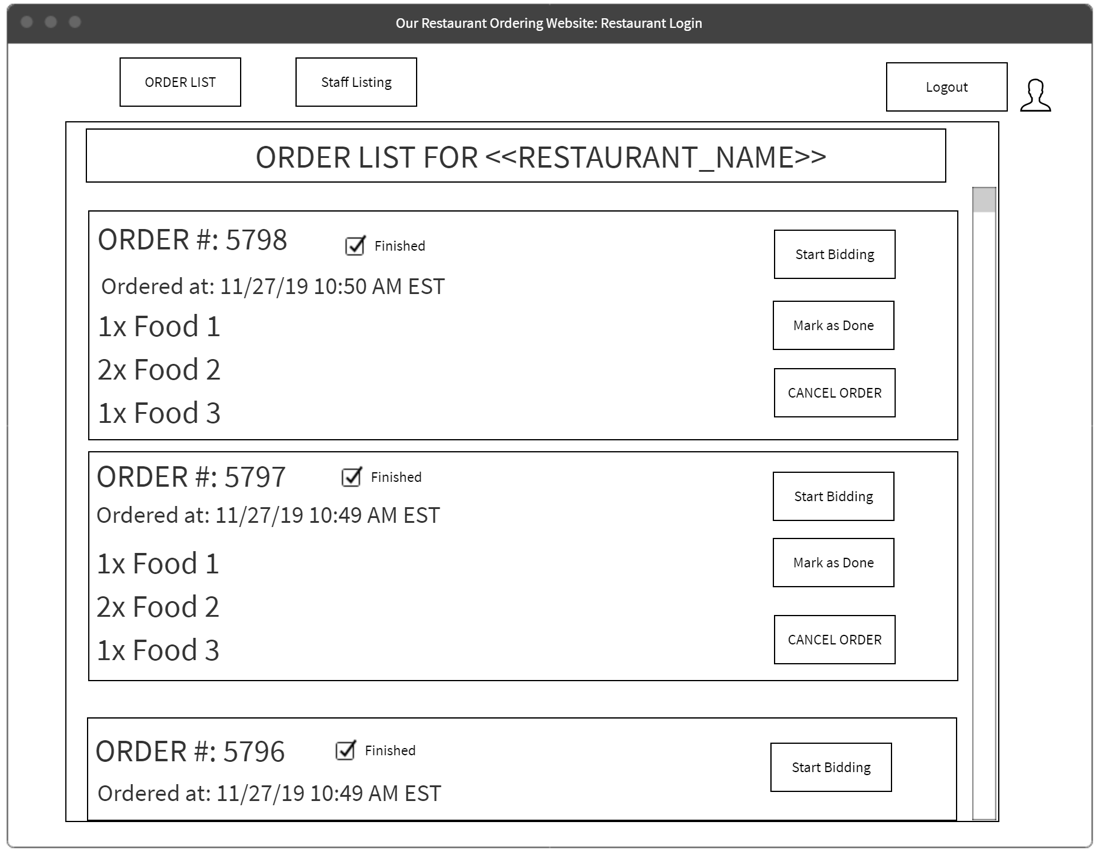 Our Restaurant Ordering Website: Restaurant Login
ORDER LIST
Staff Listing
Logout
ORDER LIST FOR <<RESTAURANT_NAME>>
ORDER #: 5798
Finished
Start Bidding
Ordered at: 11/27/19 10:50 AM EST
1x Food 1
Mark as Done
2x Food 2
CANCEL ORDER
1x Food 3
ORDER #: 5797
Finished
Start Bidding
Ordered at: 11/27/19 10:49 AM EST
1x Food 1
Mark as Done
2x Food 2
CANCEL ORDER
1x Food 3
ORDER #: 5796
Finished
Start Bidding
Ordered at: 11/27/19 10:49 AM EST